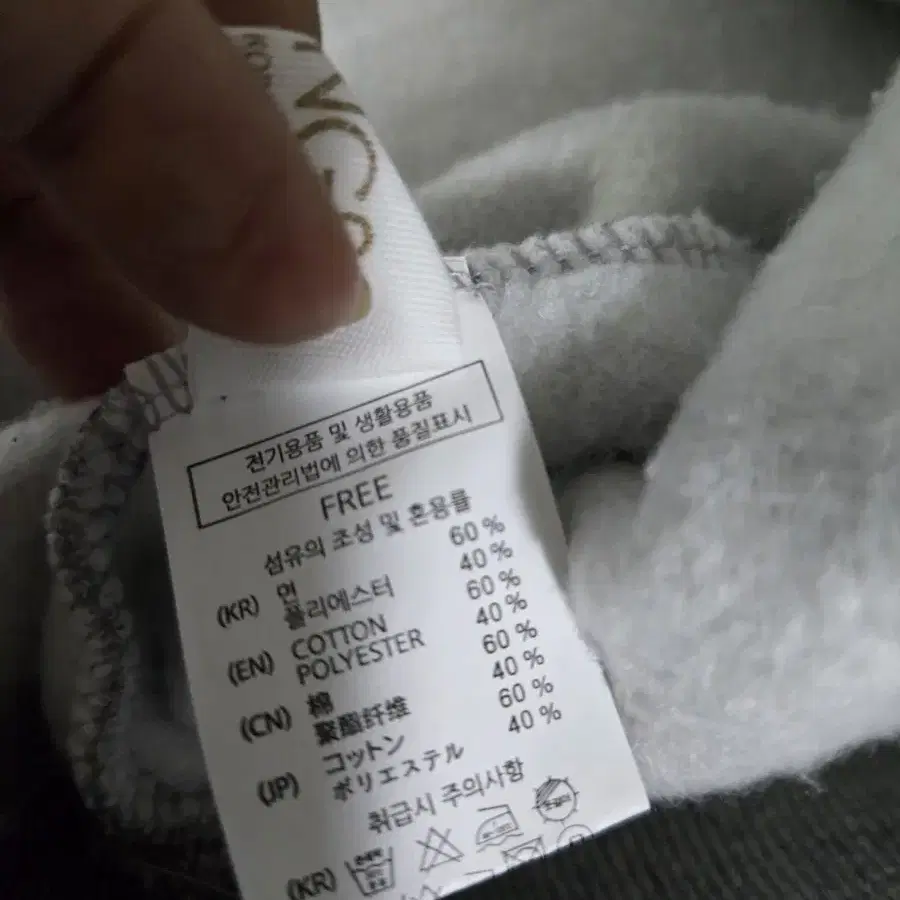 전기용품 및 생활용품
안전관리법에 의한 품질표시
FREE
섬유의 조성 및 혼용률
(KR) 면 60 %
폴리에스터 40 %
(EN) COTTON 60 %
POLYESTER 40 %
(CN) 棉 60 %
聚酯纤维 40 %
(JP) コットン 60 %
ポリエステル 40 %
취급시 주의사항
(KR)